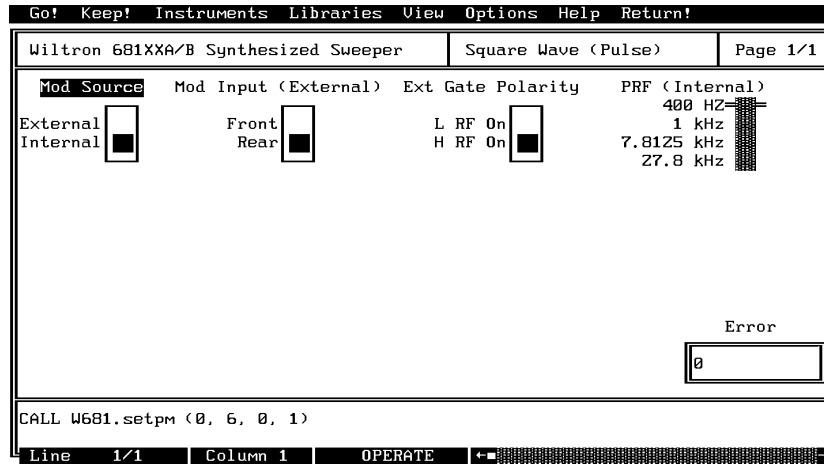 Go! Keep! Instruments Libraries View Options Help Return!
Wiltron 681XXA/B Synthesized Sweeper Square Wave (Pulse) Page 1/1
Mod Source Mod Input (External) Ext Gate Polarity PRF (Internal)
400 HZ
External Front L RF On 1 kHz
Internal Rear H RF On 7.8125 kHz
27.8 kHz
Error
0
CALL W681.setpm (0, 6, 0, 1)
Line 1/1 Column 1 OPERATE